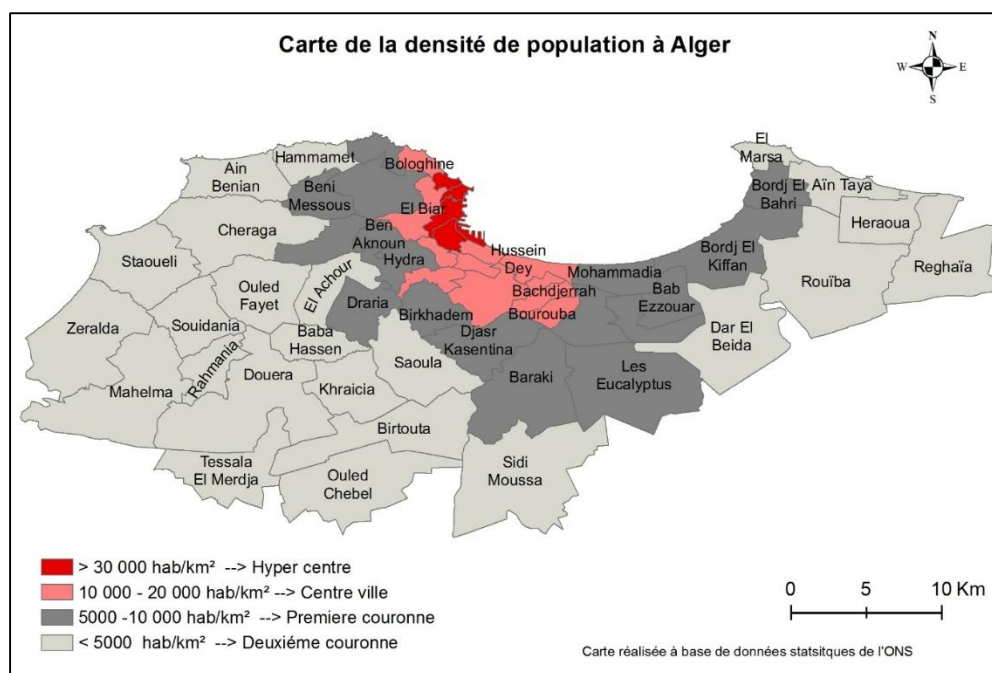 Carte de la densité de population à Alger
N
W E
S
El
Marsa
Hammamet
Bologhine
Ain
Benian
Bordj El
Bahri
Aïn Taya
Beni
Messous
El Biar
Heraoua
Cheraga
Ben
Aknoun
Hussein
Dey
Bordj El
Kiffan
Reghaïa
Staoueli
Hydra
Mohammadia
Rouïba
Ouled
Fayet
El Achour
Bachdjerrah
Bab
Ezzouar
Draria
Birkhadem
Bourouba
Zeralda
Souidania
Baba
Hassen
Djasr
Kasentina
Dar El
Beida
Rahmania
Saoula
Les
Eucalyptus
Mahelma
Douera
Khraicia
Baraki
Birtouta
Tessala
El Merdja
Ouled
Chebel
Sidi
Moussa
> 30 000 hab/km² --> Hyper centre
10 000 - 20 000 hab/km² --> Centre ville
5000 -10 000 hab/km² --> Premiere couronne
< 5000 hab/km² --> Deuxiéme couronne
0 5 10 Km
Carte réalisée à base de données statsitques de l'ONS